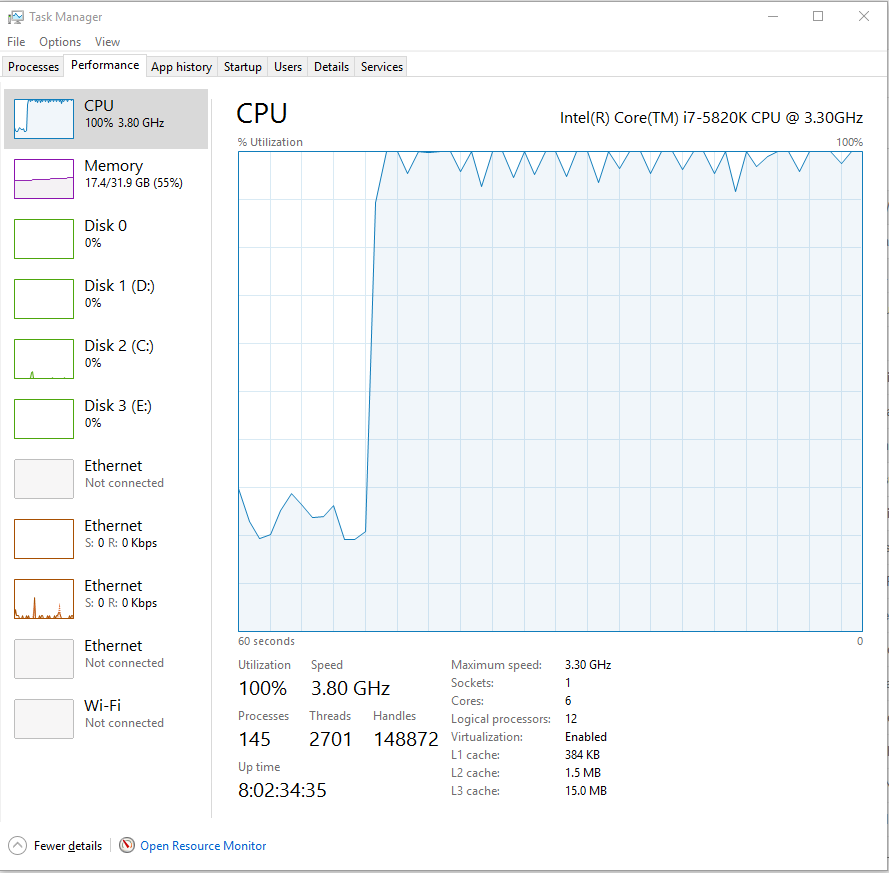 Task Manager
File Options View
Processes Performance App history Startup Users Details Services
CPU
100% 3.80 GHz
Memory
17.4/31.9 GB (55%)
Disk 0
0%
Disk 1 (D:)
0%
Disk 2 (C:)
0%
Disk 3 (E:)
0%
Ethernet
Not connected
Ethernet
S: 0 R: 0 Kbps
Ethernet
S: 0 R: 0 Kbps
Ethernet
Not connected
Wi-Fi
Not connected
CPU
Intel(R) Core(TM) i7-5820K CPU @ 3.30GHz
% Utilization 100%
60 seconds 0
Utilization Speed
100% 3.80 GHz
Processes Threads Handles
145 2701 148872
Up time
8:02:34:35
Maximum speed: 3.30 GHz
Sockets: 1
Cores: 6
Logical processors: 12
Virtualization: Enabled
L1 cache: 384 KB
L2 cache: 1.5 MB
L3 cache: 15.0 MB
Fewer details
Open Resource Monitor